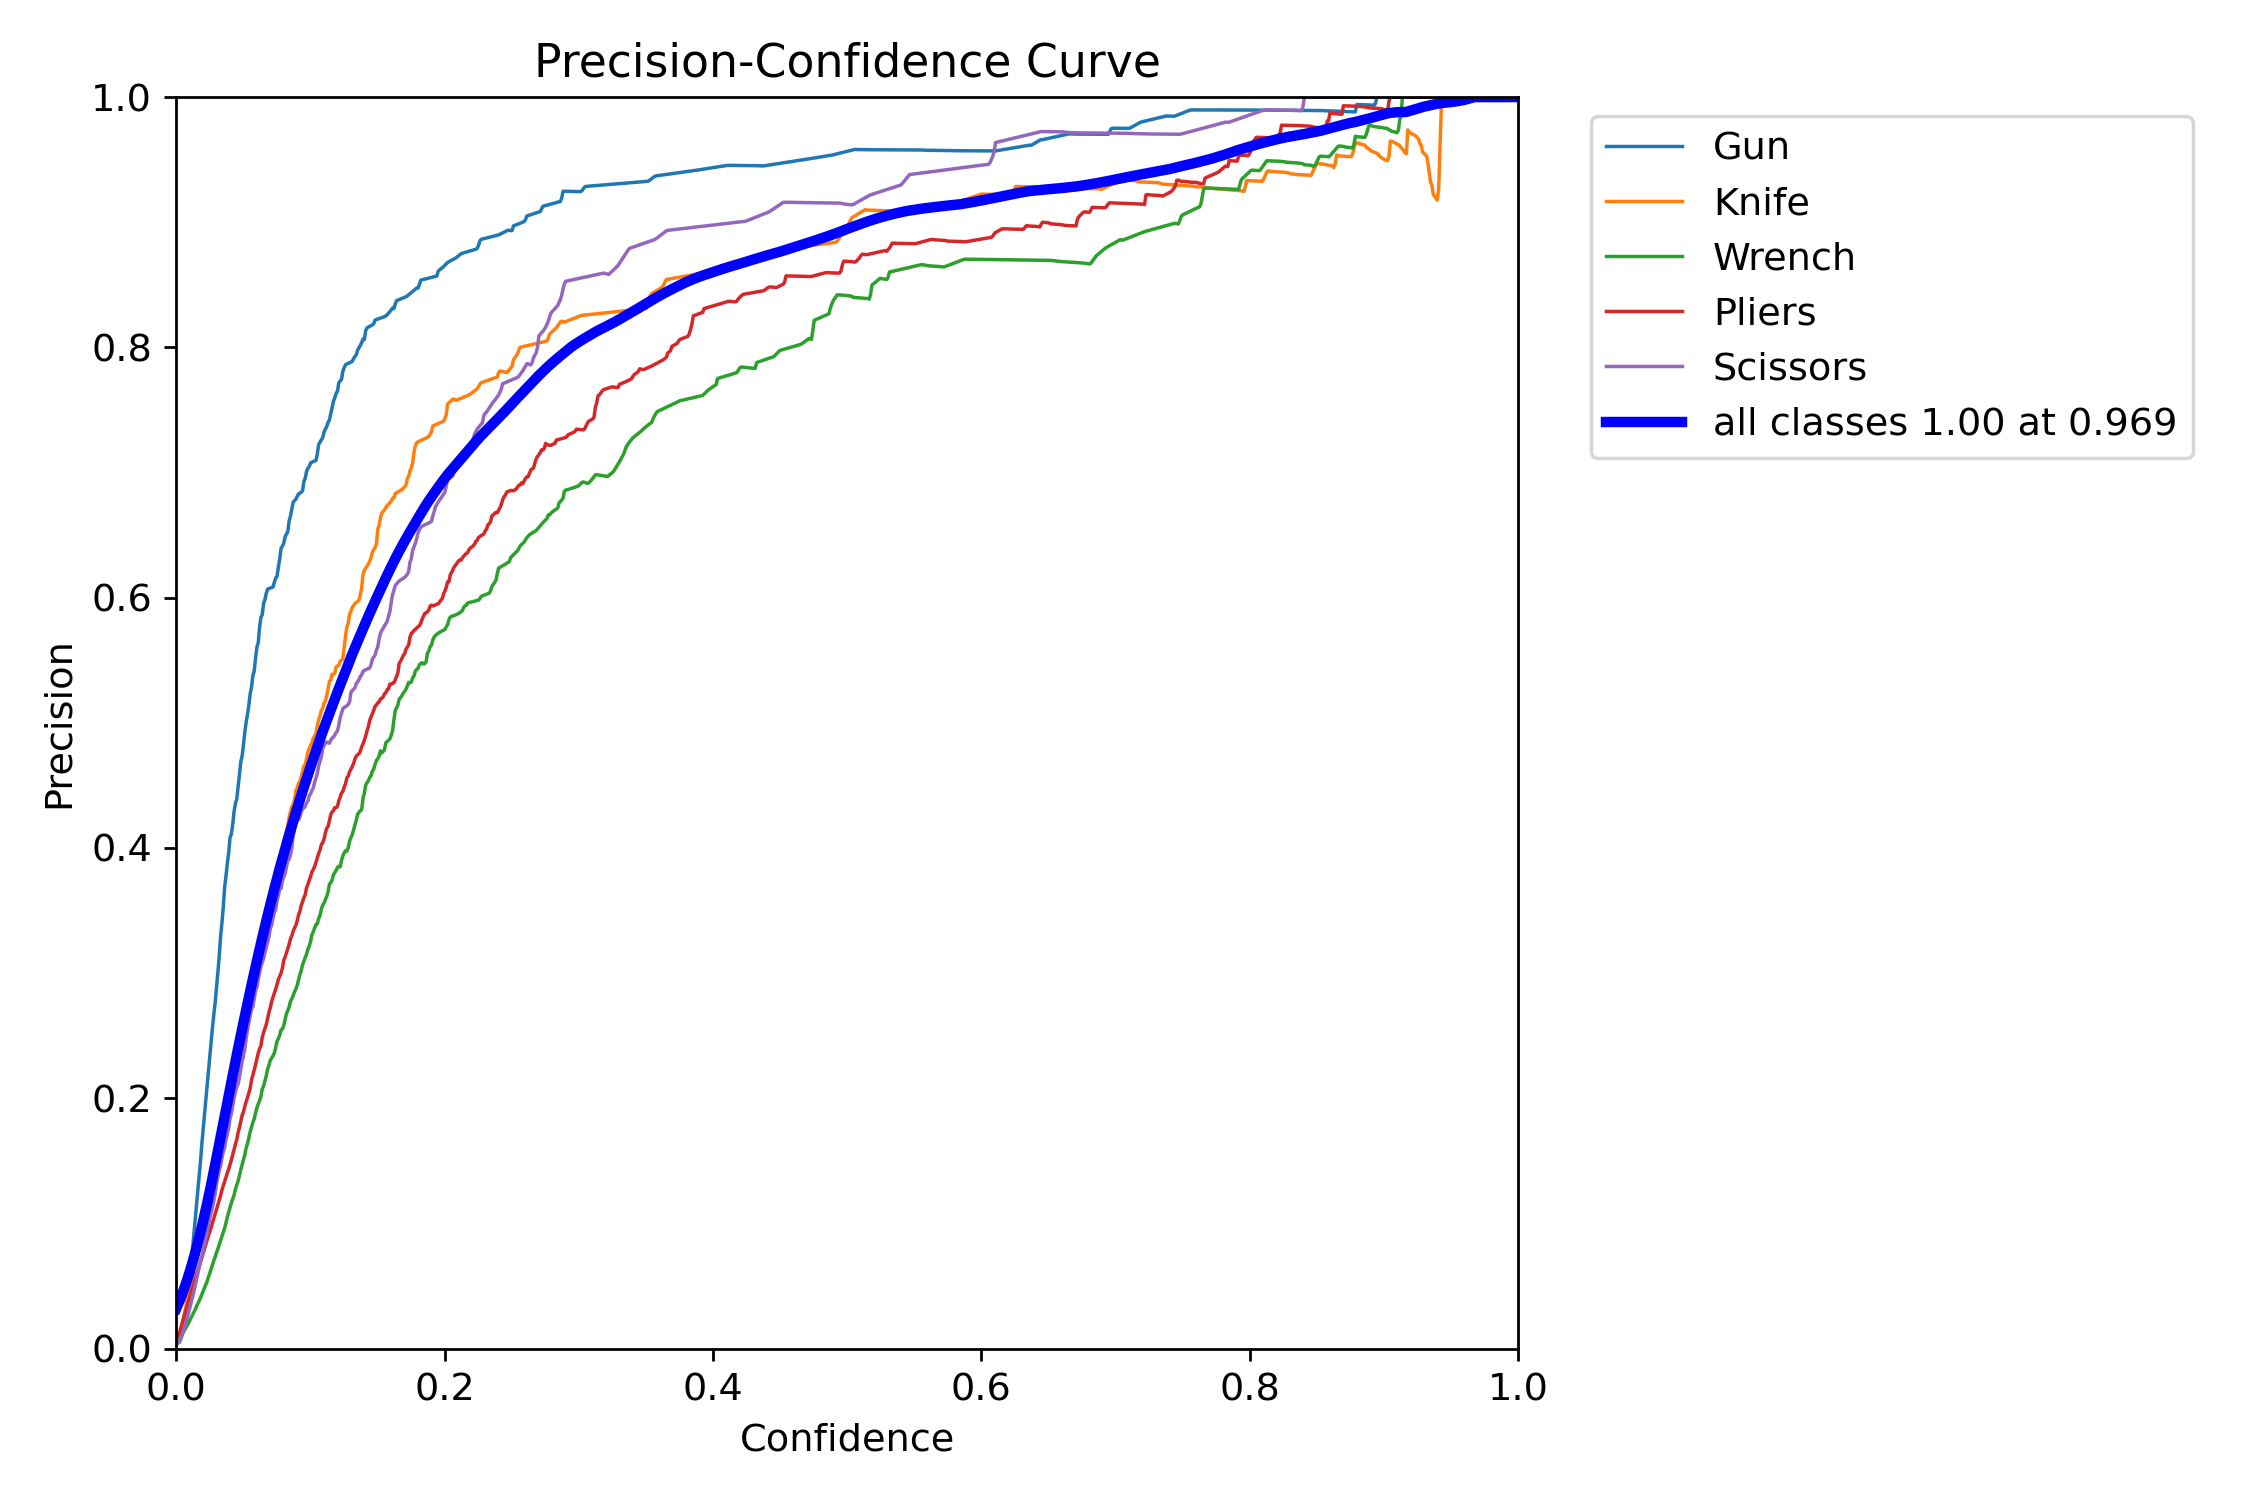 Precision-Confidence Curve
1.0
0.8
0.6
0.4
0.2
0.0
Precision
0.0 0.2 0.4 0.6 0.8 1.0
Confidence
Gun
Knife
Wrench
Pliers
Scissors
all classes 1.00 at 0.969